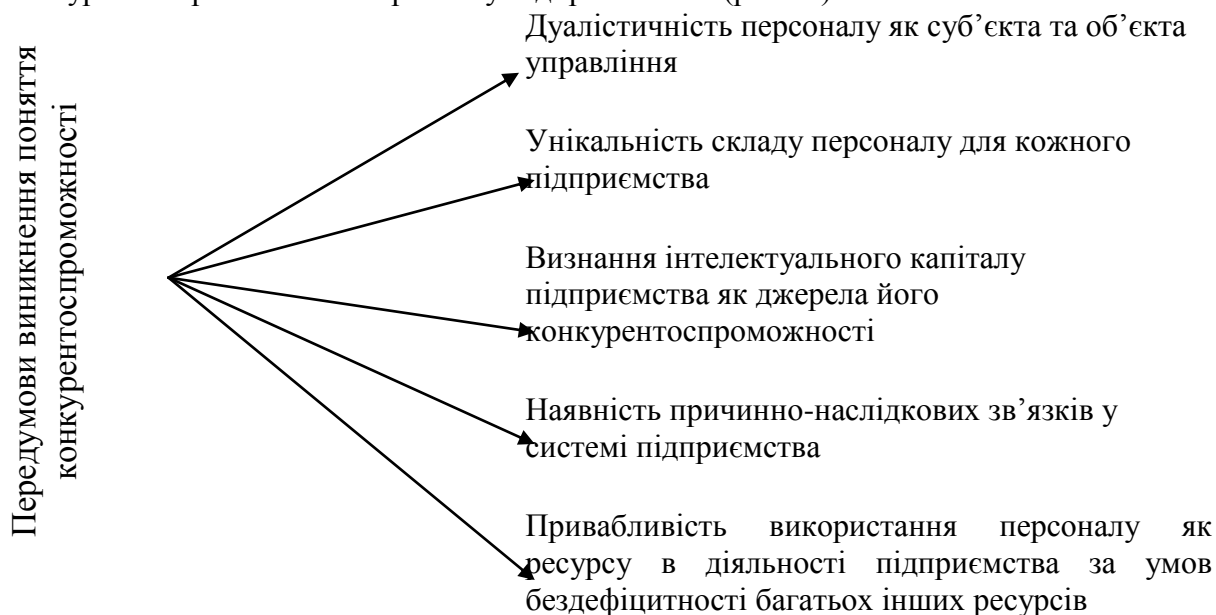 Передумови виникнення поняття
конкурентоспроможності
Дуалістичність персоналу як суб’єкта та об’єкта
управління
Унікальність складу персоналу для кожного
підприємства
Визнання інтелектуального капіталу
підприємства як джерела його
конкурентоспроможності
Наявність причинно-наслідкових зв’язків у
системі підприємства
Привабливість використання персоналу як
ресурсу в діяльності підприємства за умов
бездефіцитності багатьох інших ресурсів